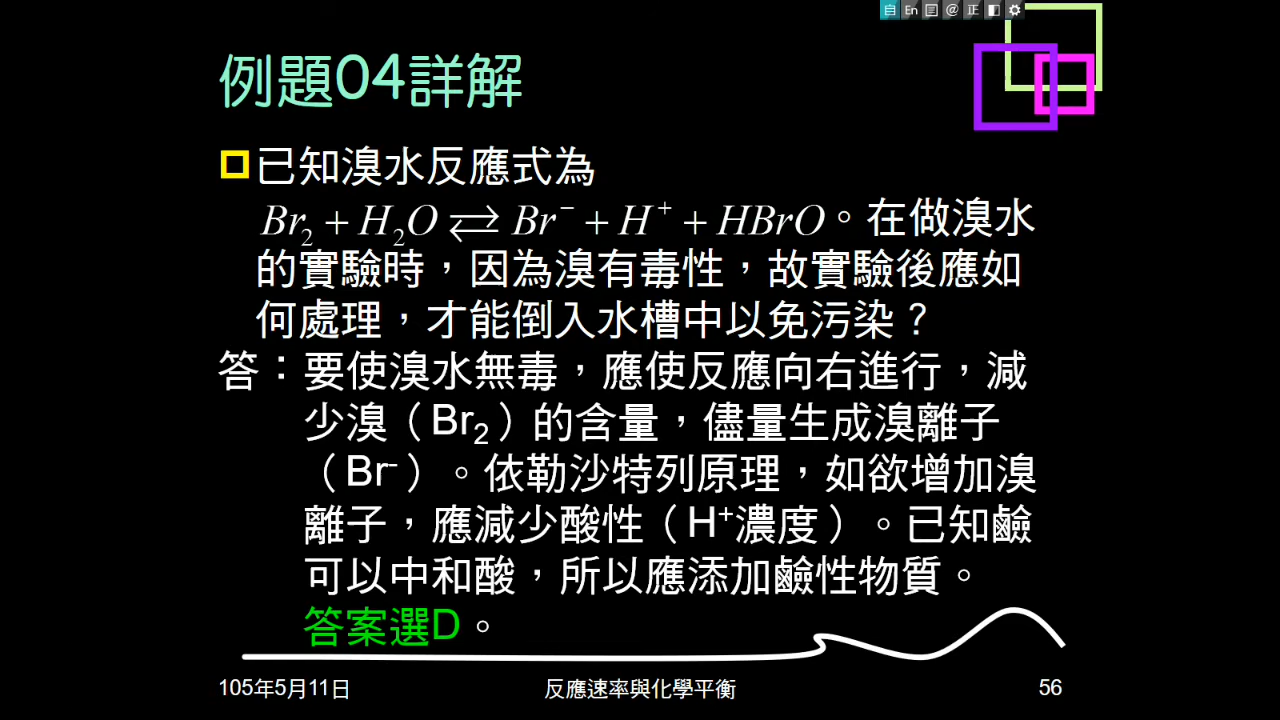 自 En @ 正
例題04詳解
已知溴水反應式為
Br₂ + H₂O ⇄ Br⁻ + H⁺ + HBrO。在做溴水
的實驗時，因為溴有毒性，故實驗後應如
何處理，才能倒入水槽中以免污染？
答：要使溴水無毒，應使反應向右進行，減
少溴（Br₂）的含量，儘量生成溴離子
（Br⁻）。依勒沙特列原理，如欲增加溴
離子，應減少酸性（H⁺濃度）。已知鹼
可以中和酸，所以應添加鹼性物質。
答案選D。
105年5月11日
反應速率與化學平衡
56